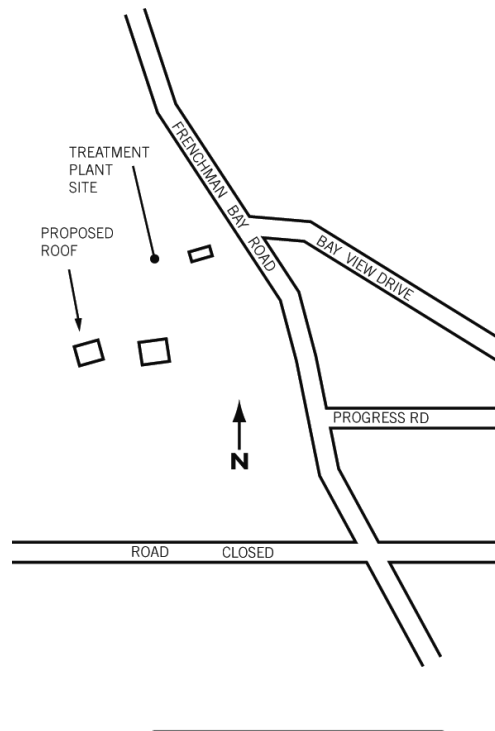 TREATMENT
PLANT
SITE
PROPOSED
ROOF
FRENCHMAN BAY ROAD
BAY VIEW DRIVE
PROGRESS RD
N
ROAD CLOSED